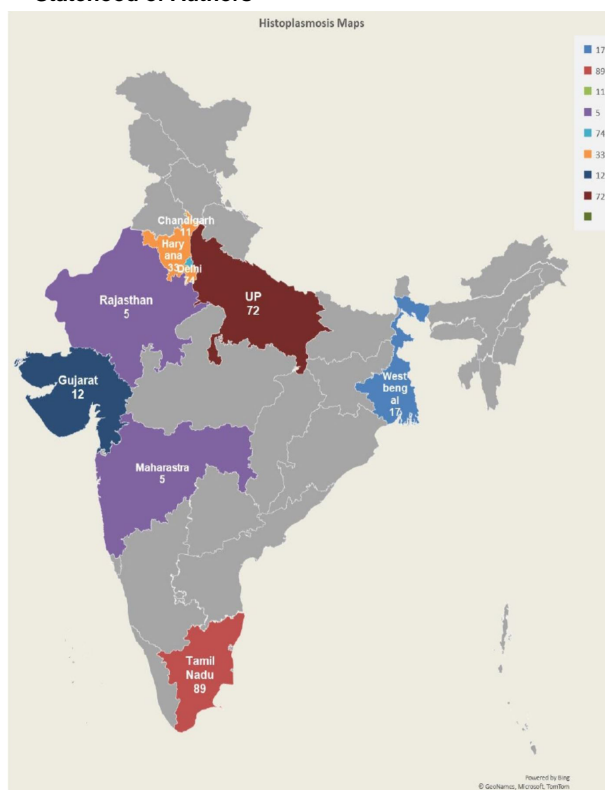 Statehood of Authors
Histoplasmosis Maps
17
89
11
5
74
33
12
72
Chandigarh
11
Hary
ana
33
Delhi
74
Rajasthan
5
UP
72
Gujarat
12
West
beng
al
17
Maharastra
5
Tamil
Nadu
89
Powered by Bing
© GeoNames, Microsoft, TomTom